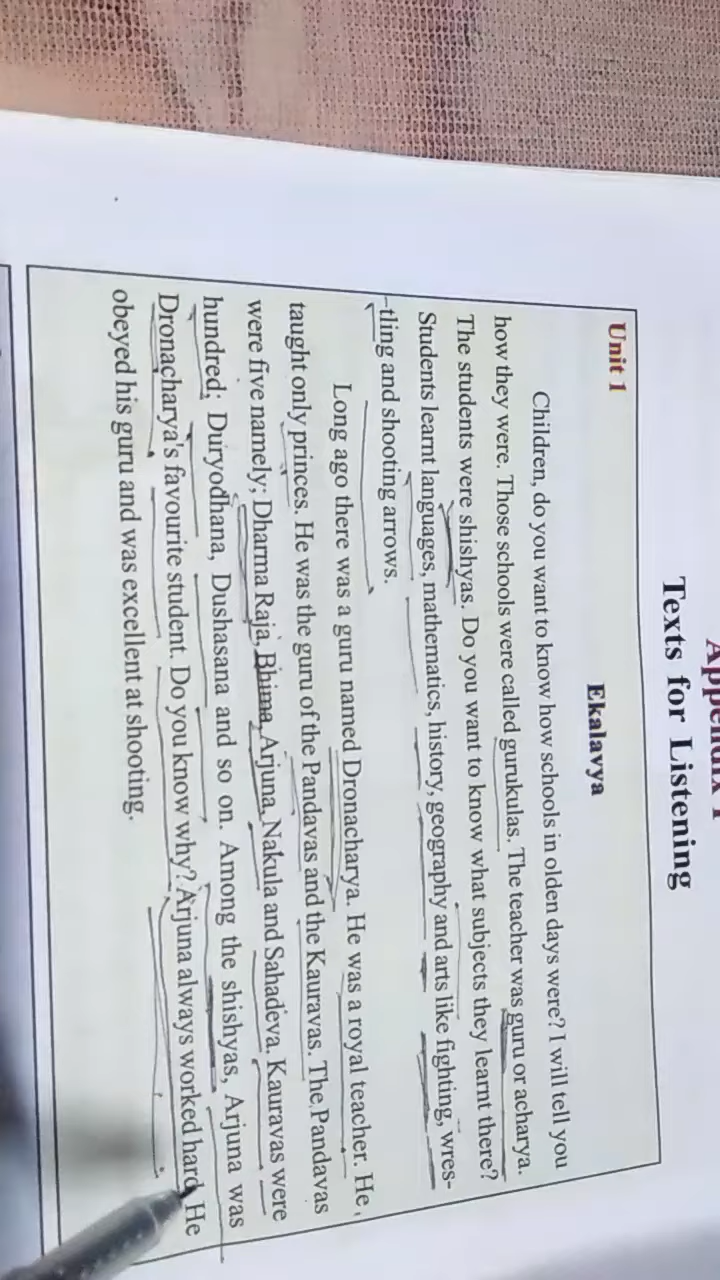 Appendix I
Texts for Listening
Unit 1
Ekalavya
Children, do you want to know how schools in olden days were? I will tell you
how they were. Those schools were called gurukulas. The teacher was guru or acharya.
The students were shishyas. Do you want to know what subjects they learnt there?
Students learnt languages, mathematics, history, geography and arts like fighting, wres-
-tling and shooting arrows.
Long ago there was a guru named Dronacharya. He was a royal teacher. He
taught only princes. He was the guru of the Pandavas and the Kauravas. The Pandavas
were five namely; Dharma Raja, Bhima, Arjuna, Nakula and Sahadeva. Kauravas were
hundred; Duryodhana, Dushasana and so on. Among the shishyas, Arjuna was
Dronacharya's favourite student. Do you know why? Arjuna always worked hard. He
obeyed his guru and was excellent at shooting.